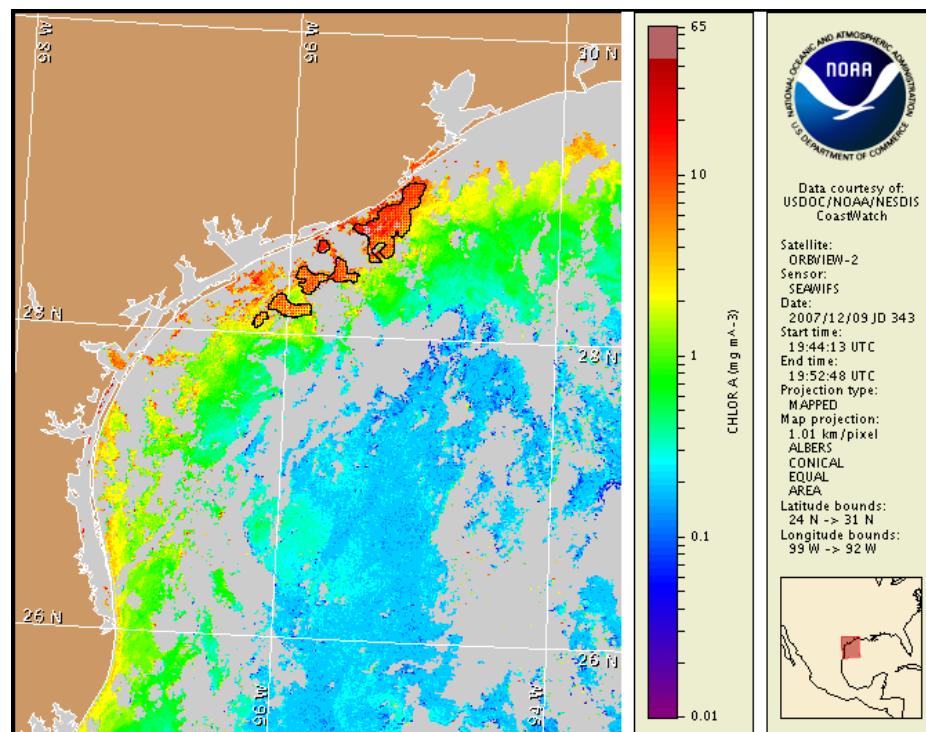 98 W
96 W
30 N
28 N
28 N
26 N
26 N
96 W
94 W
65
10
1
0.1
0.01
CHLOR A (mg m^-3)
NATIONAL OCEANIC AND ATMOSPHERIC ADMINISTRATION
NOAA
U.S. DEPARTMENT OF COMMERCE
Data courtesy of:
USDOC/NOAA/NESDIS
CoastWatch
Satellite:
ORBVIEW-2
Sensor:
SEAWIFS
Date:
2007/12/09 JD 343
Start time:
19:44:13 UTC
End time:
19:52:48 UTC
Projection type:
MAPPED
Map projection:
1.01 km/pixel
ALBERS
CONICAL
EQUAL
AREA
Latitude bounds:
24 N -> 31 N
Longitude bounds:
99 W -> 92 W